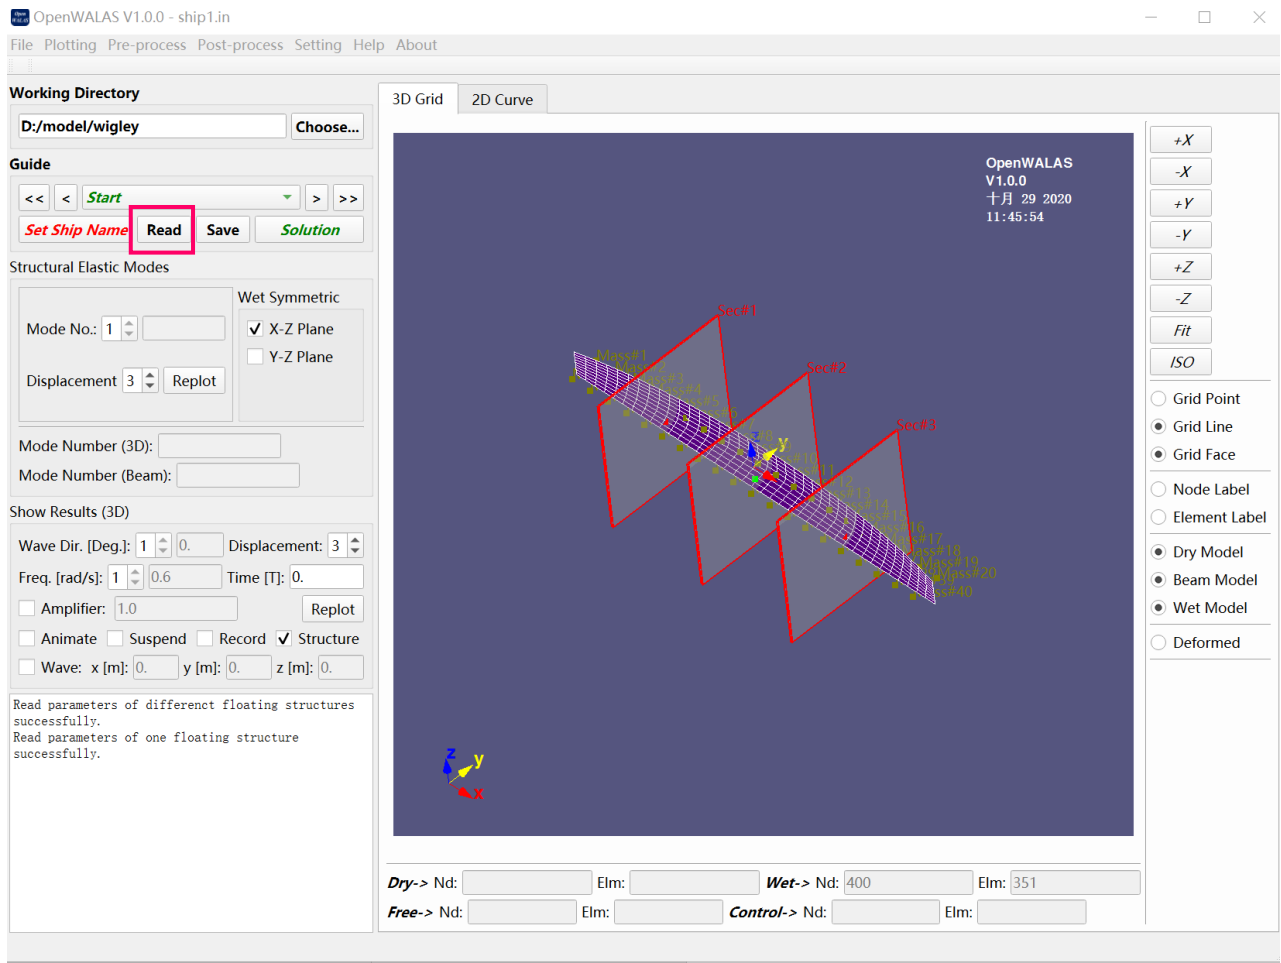 OpenWALAS V1.0.0 - ship1.in
File Plotting Pre-process Post-process Setting Help About
Working Directory
D:/model/wigley Choose...
Guide
<< < Start > >>
Set Ship Name Read Save Solution
Structural Elastic Modes
Wet Symmetric
Mode No.: 1 X-Z Plane
Y-Z Plane
Displacement 3 Replot
Mode Number (3D):
Mode Number (Beam):
Show Results (3D)
Wave Dir. [Deg.]: 1 0. Displacement: 3
Freq. [rad/s]: 1 0.6 Time [T]: 0.
Amplifier: 1.0 Replot
Animate Suspend Record Structure
Wave: x [m]: 0. y [m]: 0. z [m]: 0.
Read parameters of differenct floating structures
successfully.
Read parameters of one floating structure
successfully.
3D Grid 2D Curve
OpenWALAS
V1.0.0
十月 29 2020
11:45:54
Sec#1
Sec#2
Sec#3
Mass#1
Mass#19
Mass#20
z
y
z
y
x
Dry-> Nd: Elm: Wet-> Nd: 400 Elm: 351
Free-> Nd: Elm: Control-> Nd: Elm:
+X
-X
+Y
-Y
+Z
-Z
Fit
ISO
Grid Point
Grid Line
Grid Face
Node Label
Element Label
Dry Model
Beam Model
Wet Model
Deformed